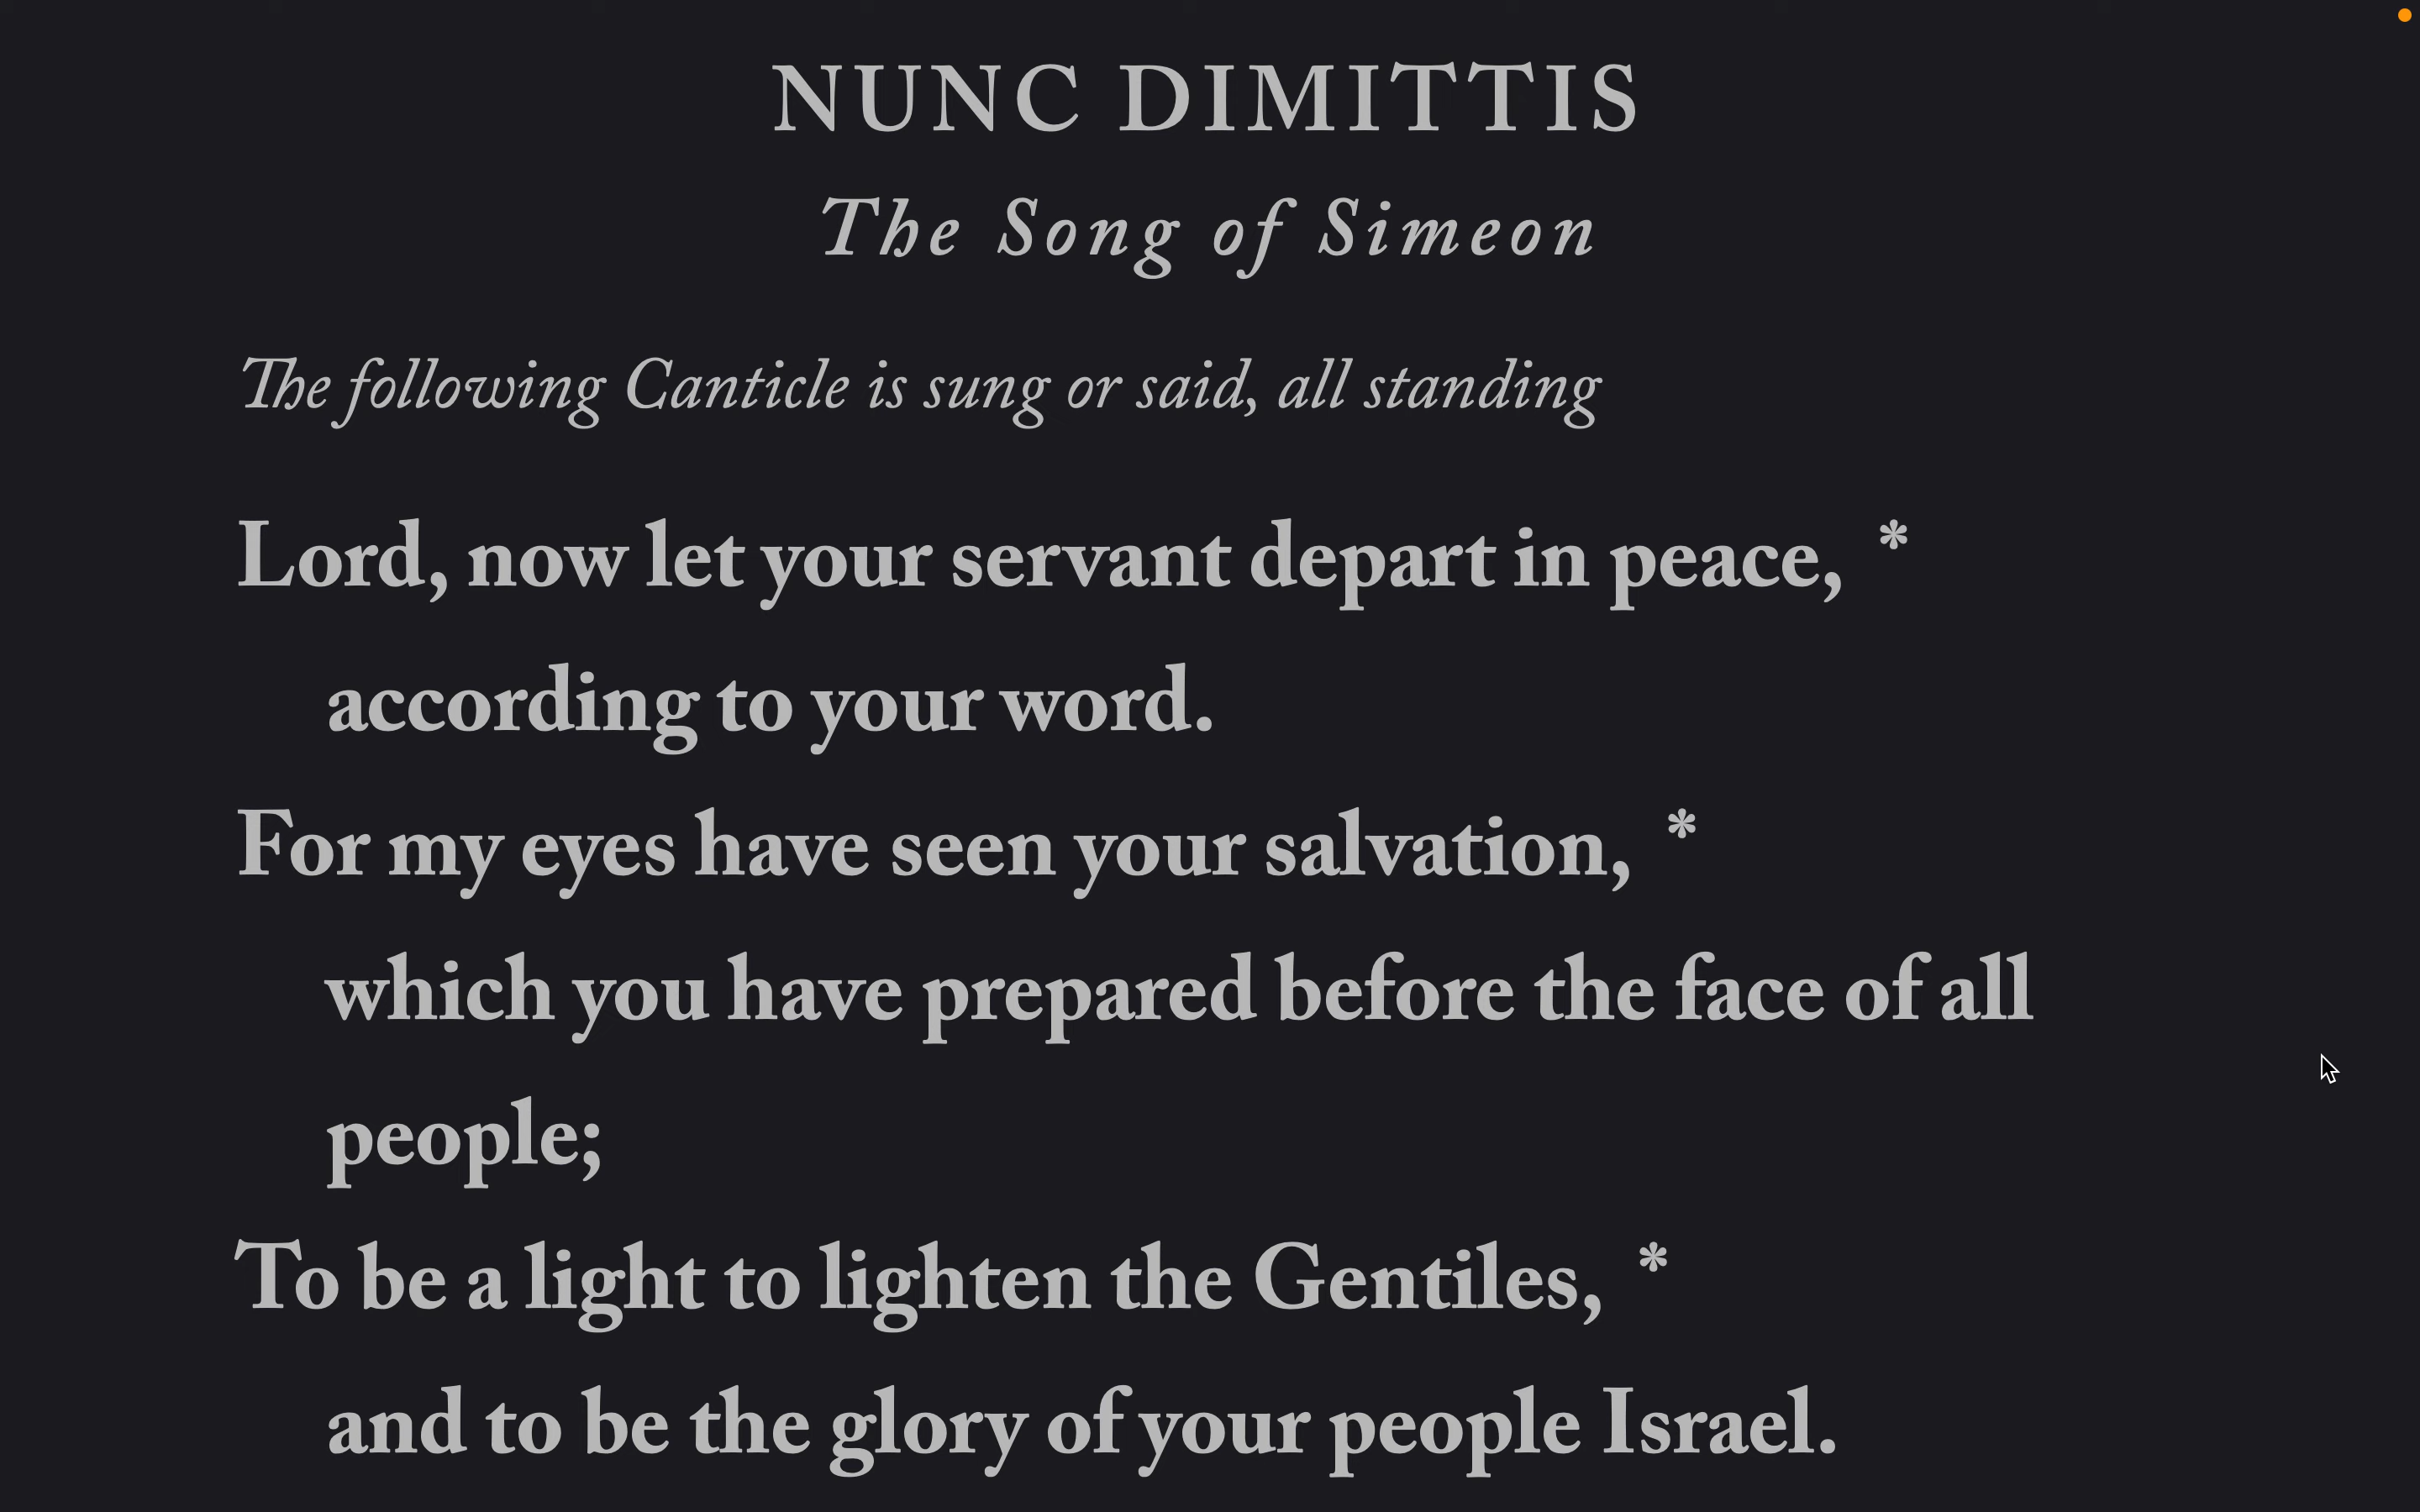 NUNC DIMITTIS
The Song of Simeon
The following Canticle is sung or said, all standing
Lord, now let your servant depart in peace, *
according to your word.
For my eyes have seen your salvation, *
which you have prepared before the face of all
people;
To be a light to lighten the Gentiles, *
and to be the glory of your people Israel.